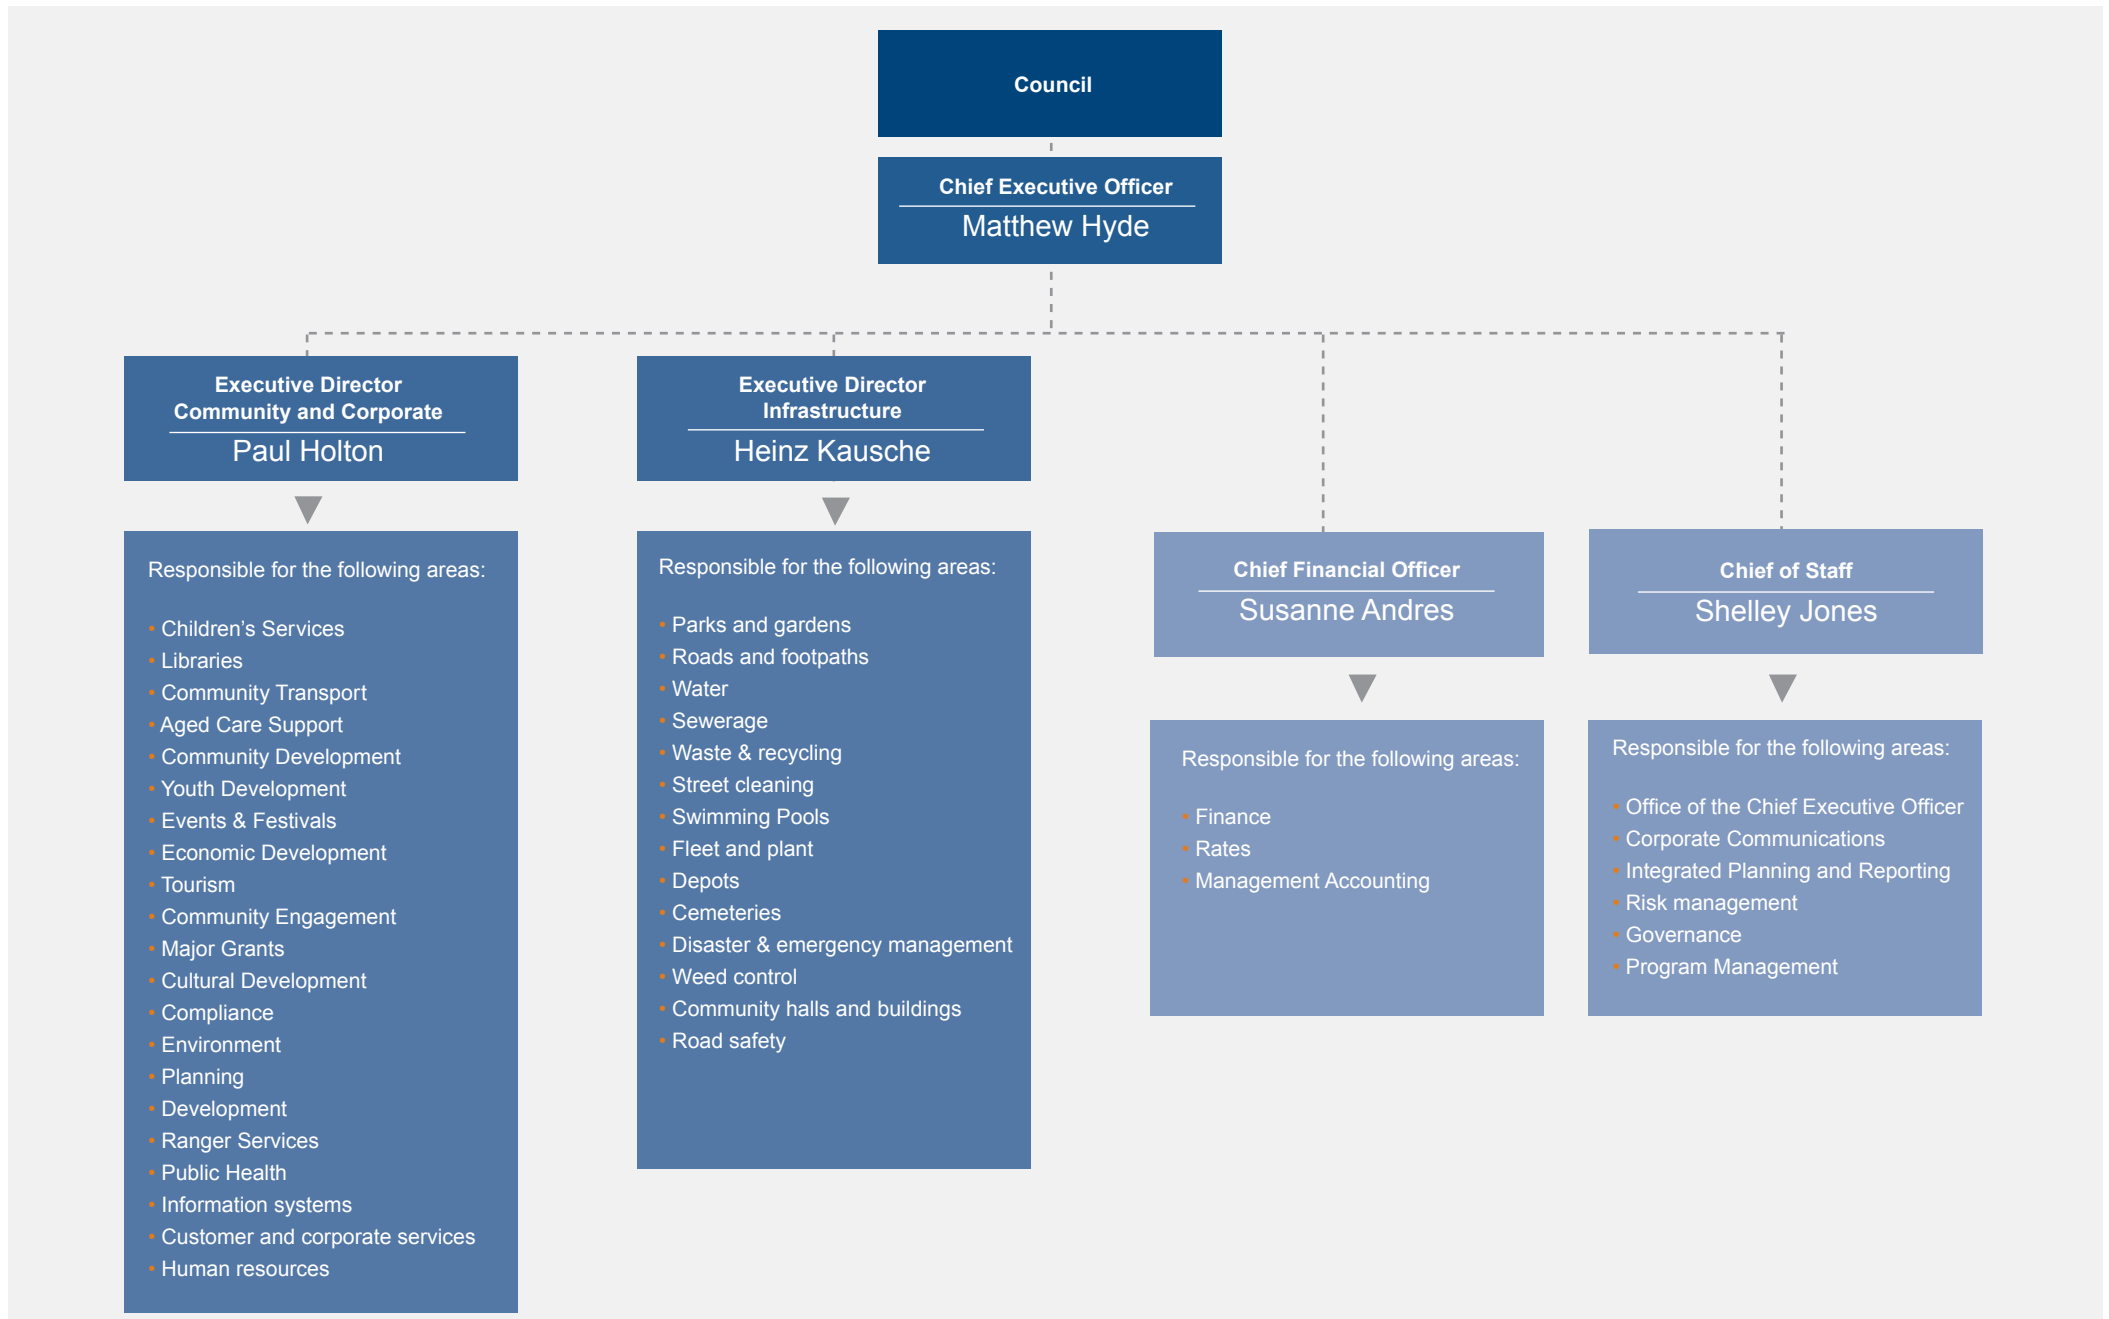 Council
Chief Executive Officer
Matthew Hyde
Executive Director
Community and Corporate
Paul Holton
Responsible for the following areas:
• Children’s Services
• Libraries
• Community Transport
• Aged Care Support
• Community Development
• Youth Development
• Events & Festivals
• Economic Development
• Tourism
• Community Engagement
• Major Grants
• Cultural Development
• Compliance
• Environment
• Planning
• Development
• Ranger Services
• Public Health
• Information systems
• Customer and corporate services
• Human resources
Executive Director
Infrastructure
Heinz Kausche
Responsible for the following areas:
• Parks and gardens
• Roads and footpaths
• Water
• Sewerage
• Waste & recycling
• Street cleaning
• Swimming Pools
• Fleet and plant
• Depots
• Cemeteries
• Disaster & emergency management
• Weed control
• Community halls and buildings
• Road safety
Chief Financial Officer
Susanne Andres
Responsible for the following areas:
• Finance
• Rates
• Management Accounting
Chief of Staff
Shelley Jones
Responsible for the following areas:
• Office of the Chief Executive Officer
• Corporate Communications
• Integrated Planning and Reporting
• Risk management
• Governance
• Program Management